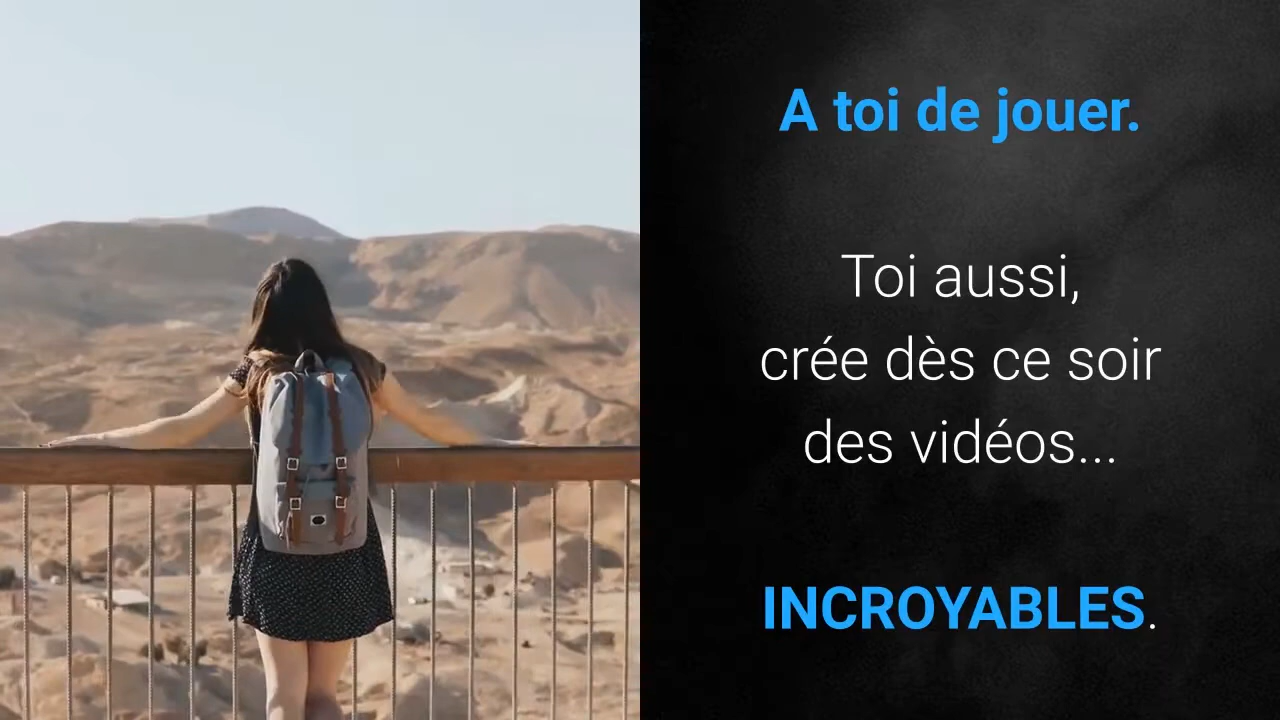 A toi de jouer.
Toi aussi,
crée dès ce soir
des vidéos...
INCROYABLES.